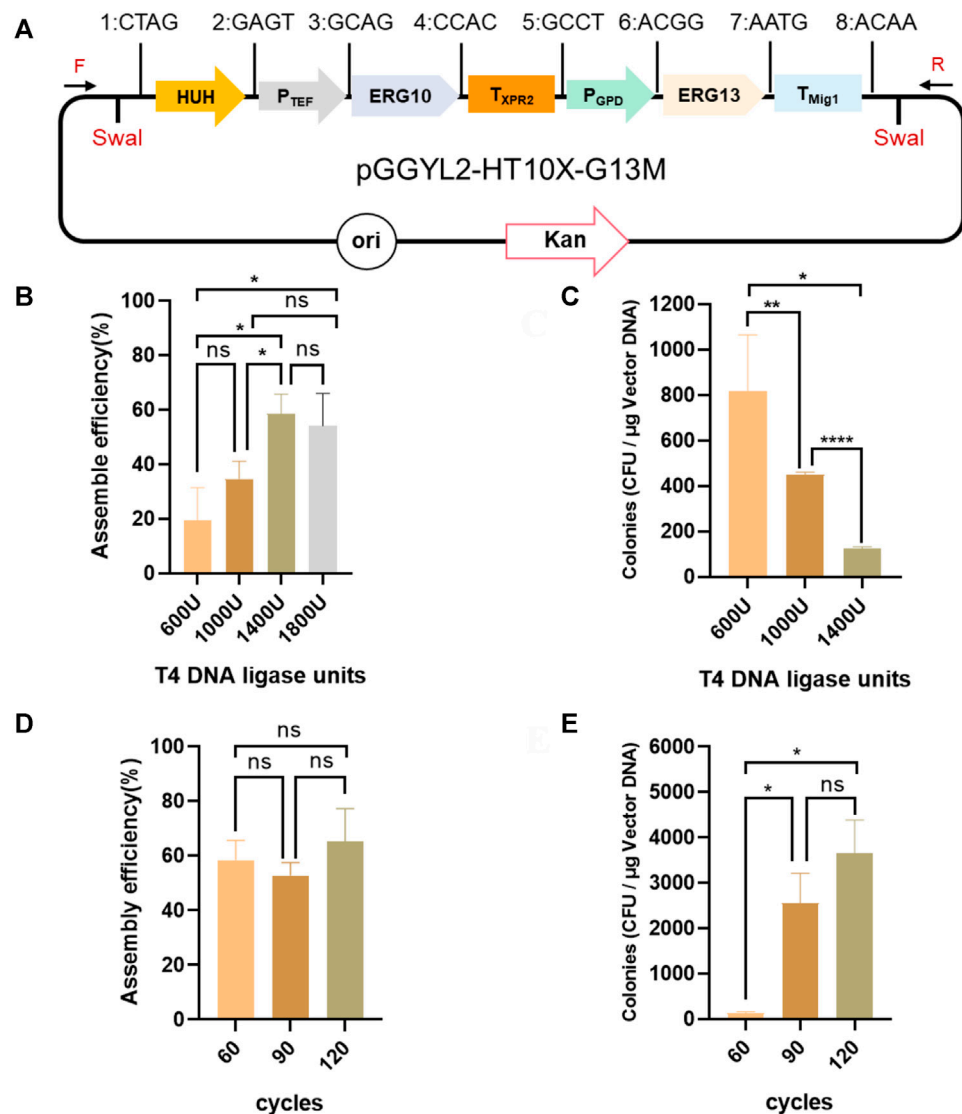 A
1:CTAG 2:GAGT 3:GCAG 4:CCAC 5:GCCT 6:ACGG 7:AATG 8:ACAA
F R
HUH PTEF ERG10 TXPR2 PGPD ERG13 TMig1
SwaI SwaI
pGGYL2-HT10X-G13M
ori Kan
B
Assemble efficiency(%)
100
80
60
40
20
0
*
ns
*
ns * ns
600U 1000U 1400U 1800U
T4 DNA ligase units
C
C
Colonies (CFU / µg Vector DNA)
1200
1000
800
600
400
200
0
*
**
****
600U 1000U 1400U
T4 DNA ligase units
D
Assembly efficiency(%)
100
80
60
40
20
0
ns
ns ns
60 90 120
cycles
E
E
Colonies (CFU / µg Vector DNA)
6000
5000
4000
3000
2000
1000
0
*
* ns
60 90 120
cycles